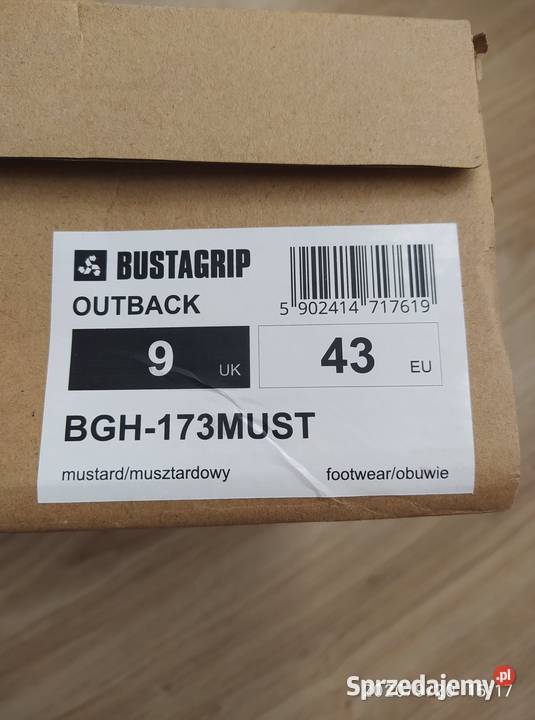 BUSTAGRIP
OUTBACK
5 902414 717619
9 UK
43 EU
BGH-173MUST
mustard/musztardowy
footwear/obuwie
Sprzedajemy.pl